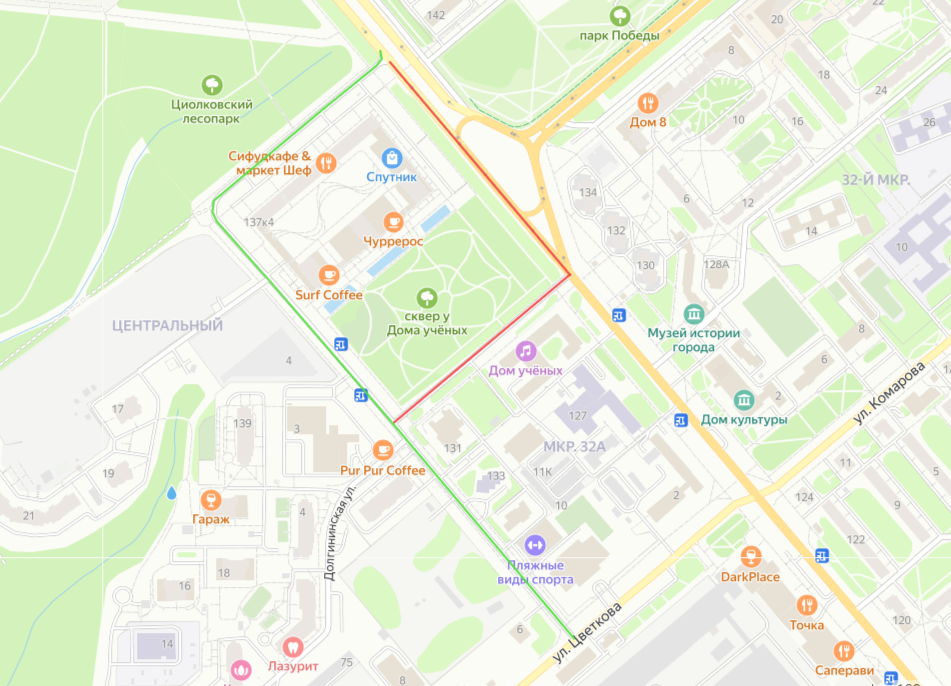 142
22
парк Победы
20
8
18
24
Циолковский
лесопарк
Дом 8
10
16
26
Сифудкафе &
маркет Шеф
Спутник
32-Й МКР.
134
6
12
137к4
Чуррерос
132
14
10
130
128А
Surf Coffee
сквер у
Дома учёных
ЦЕНТРАЛЬНЫЙ
Музей истории
города
8
4
Дом учёных
6
ул. Комарова
2
17
139
3
127
Дом культуры
131
МКР. 32А
Pur Pur Coffee
133
11К
11
19
5
2
124
9
21
Гараж
4
10
Долгининская ул.
122
18
Пляжные
виды спорта
DarkPlace
16
6
ул. Цветкова
Точка
120
14
Лазурит
75
Саперави
8